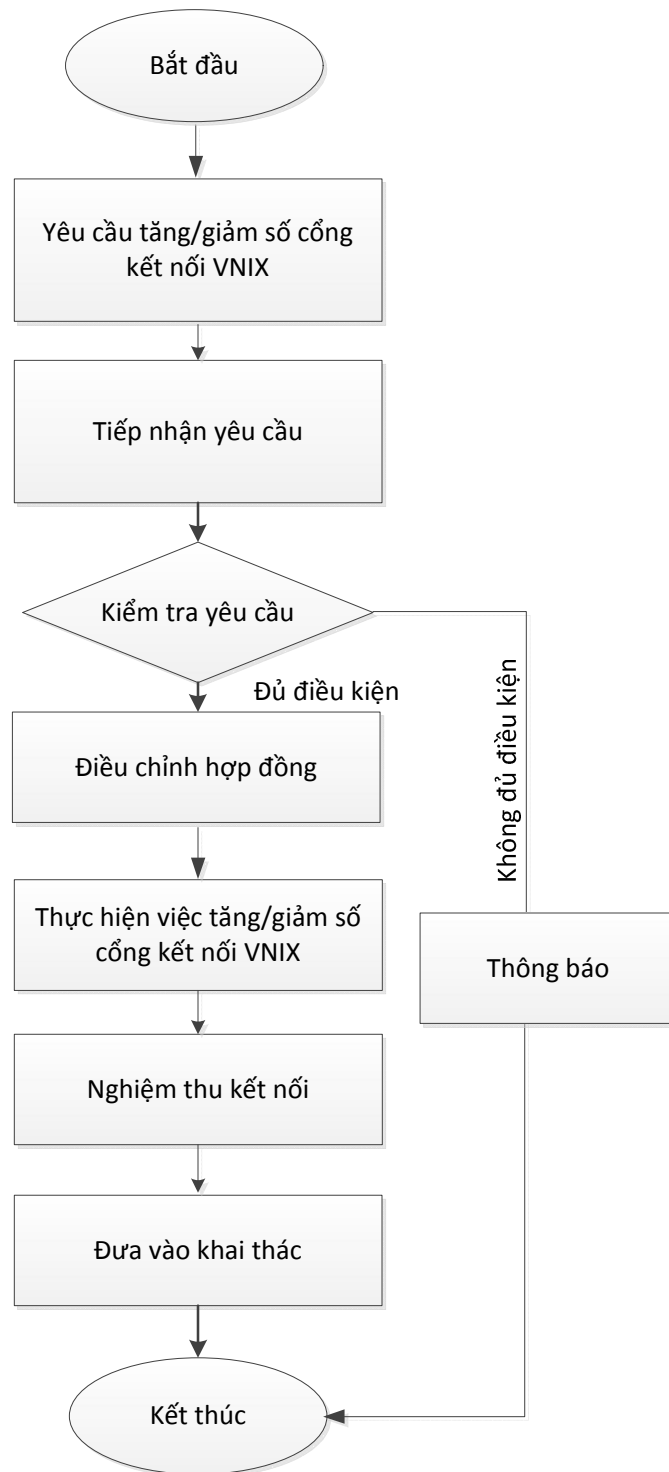 Bắt đầu
Yêu cầu tăng/giảm số cổng
kết nối VNIX
Tiếp nhận yêu cầu
Kiểm tra yêu cầu
Đủ điều kiện
Không đủ điều kiện
Điều chỉnh hợp đồng
Thực hiện việc tăng/giảm số
cổng kết nối VNIX
Thông báo
Nghiệm thu kết nối
Đưa vào khai thác
Kết thúc